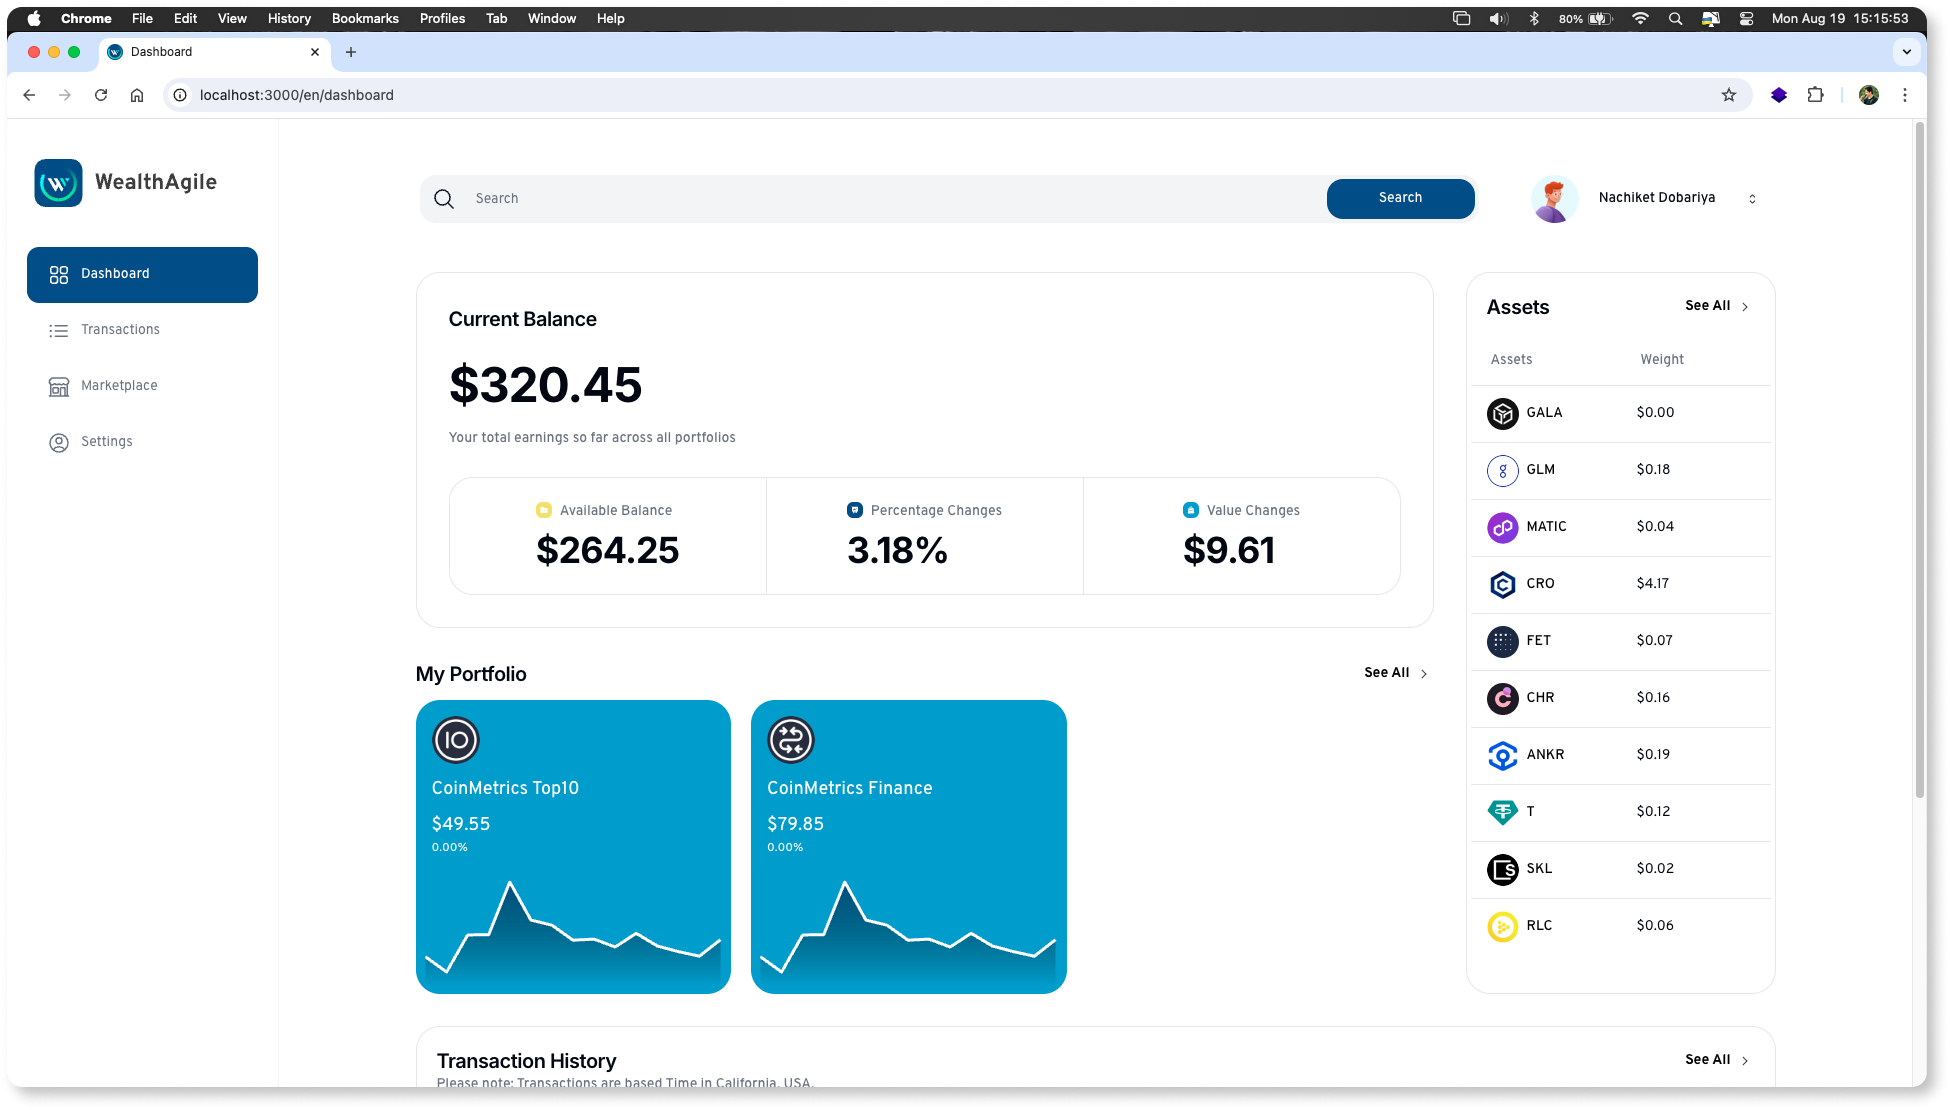 Chrome File Edit View History Bookmarks Profiles Tab Window Help 80% Mon Aug 19 15:15:53
Dashboard
localhost:3000/en/dashboard
WealthAgile
Search
Search
Nachiket Dobariya
Dashboard
Transactions
Marketplace
Settings
Current Balance
$320.45
Your total earnings so far across all portfolios
Available Balance
$264.25
Percentage Changes
3.18%
Value Changes
$9.61
My Portfolio
See All
CoinMetrics Top10
$49.55
0.00%
CoinMetrics Finance
$79.85
0.00%
Assets
See All
Assets Weight
GALA $0.00
GLM $0.18
MATIC $0.04
CRO $4.17
FET $0.07
CHR $0.16
ANKR $0.19
T $0.12
SKL $0.02
RLC $0.06
Transaction History
See All
Please note: Transactions are based Time in California, USA.